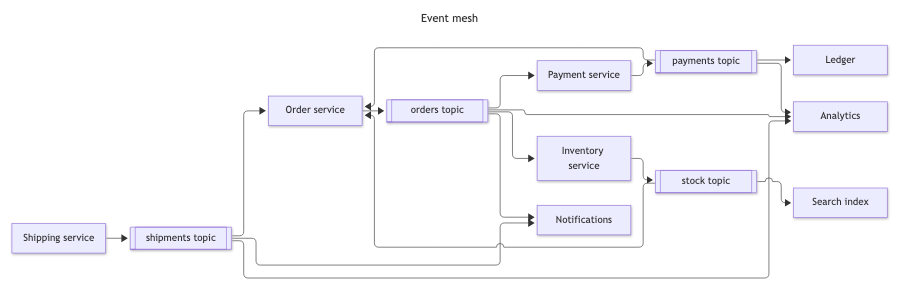 Event mesh
payments topic
Ledger
Payment service
Order service
orders topic
Analytics
Inventory
service
stock topic
Search index
Notifications
Shipping service
shipments topic